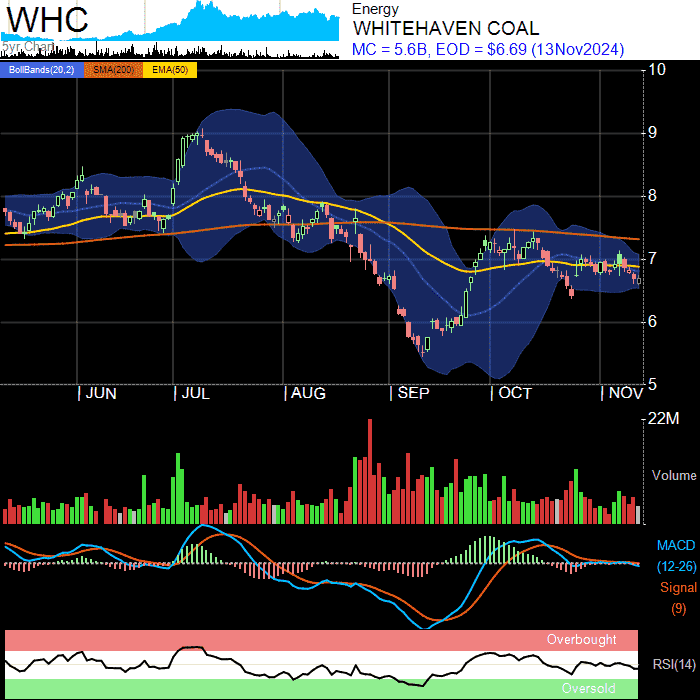 WHC
5yr Chart
Energy
WHITEHAVEN COAL
MC = 5.6B, EOD = $6.69 (13Nov2024)
BollBands(20,2) SMA(200) EMA(50)
10
9
8
7
6
5
JUN JUL AUG SEP OCT NOV
22M
Volume
MACD
(12-26)
Signal
(9)
Overbought
RSI(14)
Oversold